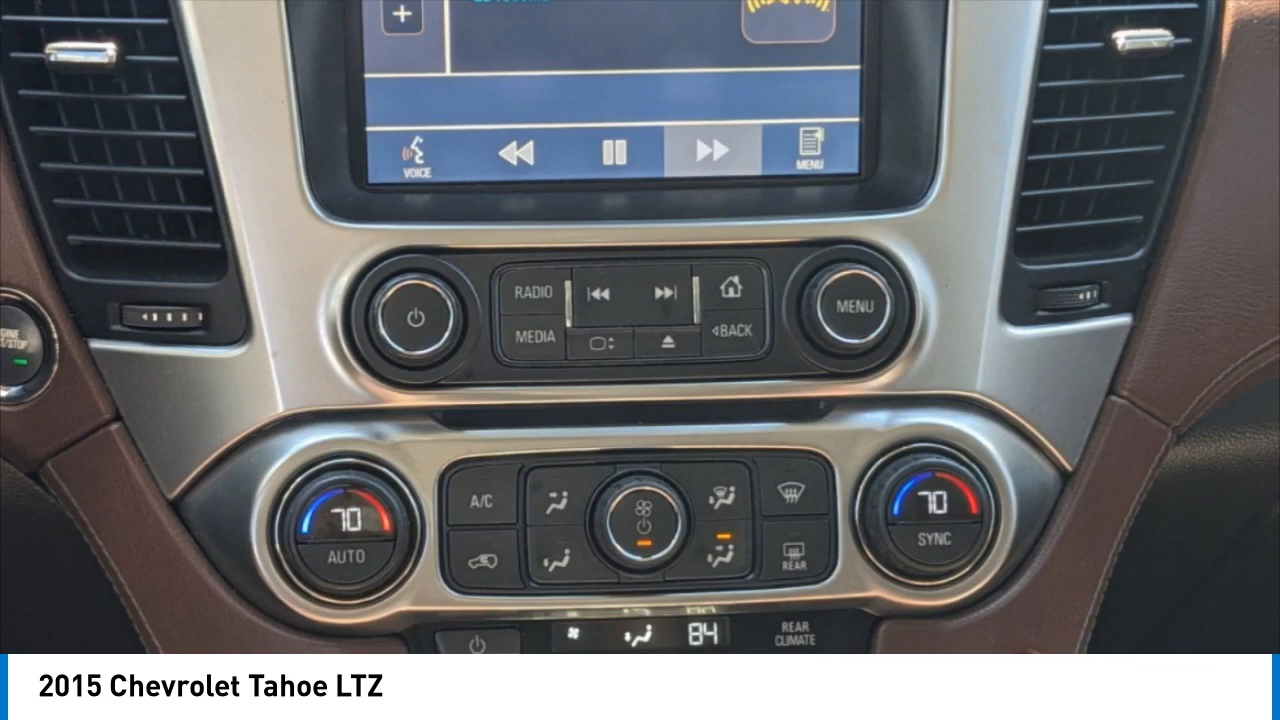 VOICE
MENU
RADIO
MEDIA
BACK
MENU
A/C
70
AUTO
70
SYNC
REAR
84
REAR
CLIMATE
2015 Chevrolet Tahoe LTZ